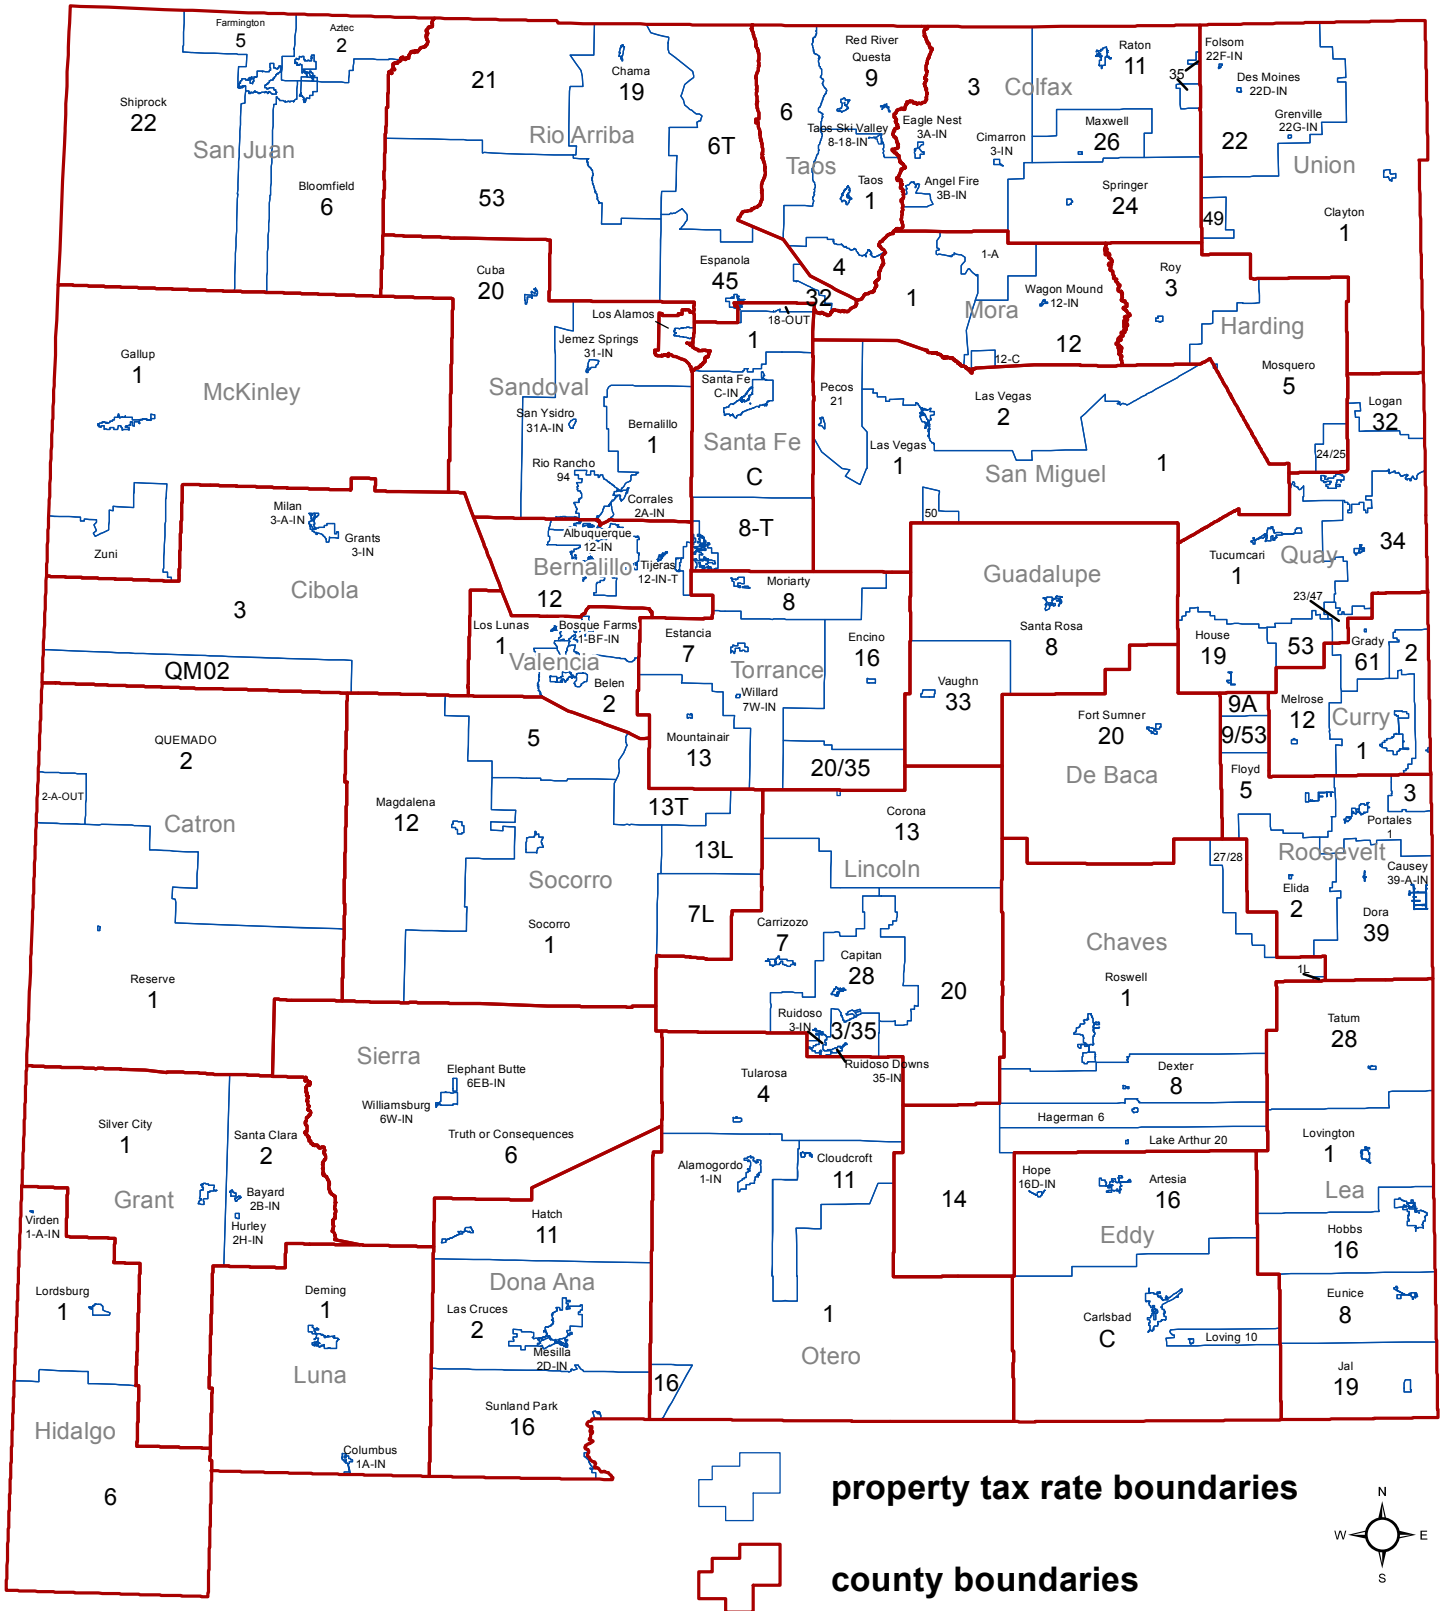 Farmington
5
Aztec
2
Shiprock
22
San Juan
Bloomfield
6
21
Chama
19
Rio Arriba
6T
53
Espanola
45
32
6
Red River
Questa
9
Taos Ski Valley
8-18-IN
Taos
Taos
1
4
3
Colfax
Raton
11
35
Eagle Nest
3A-IN
Cimarron
3-IN
Maxwell
26
Angel Fire
3B-IN
Springer
24
Folsom
22F-IN
Des Moines
22D-IN
Grenville
22G-IN
22
Union
49
Clayton
1
1-A
1
Mora
Wagon Mound
12-IN
12
12-C
Roy
3
Harding
Mosquero
5
24/25
Gallup
1
McKinley
Zuni
Cuba
20
Los Alamos
Jemez Springs
31-IN
Sandoval
San Ysidro
31A-IN
Bernalillo
1
Rio Rancho
94
Corrales
2A-IN
18-OUT
1
Santa Fe
C-IN
Santa Fe
C
8-T
Pecos
21
Las Vegas
2
Las Vegas
1
San Miguel
1
50
Logan
32
34
Tucumcari
1
Quay
23/47
House
19
53
Milan
3-A-IN
Grants
3-IN
Cibola
3
QM02
Albuquerque
12-IN
Bernalillo
Tijeras
12-IN-T
12
Los Lunas
1
Bosque Farms
1-BF-IN
Valencia
Belen
2
Moriarty
8
Estancia
7
Torrance
Willard
7W-IN
Encino
16
Mountainair
13
20/35
Guadalupe
Santa Rosa
8
Vaughn
33
Fort Sumner
20
De Baca
Grady
61
2
Melrose
12
Curry
1
9A
9/53
Floyd
5
3
Portales
1
Roosevelt
Causey
39-A-IN
Elida
2
Dora
39
QUEMADO
2
2-A-OUT
Catron
Reserve
1
5
Magdalena
12
13T
13L
Socorro
7L
Socorro
1
Corona
13
Lincoln
Carrizozo
7
Capitan
28
20
Ruidoso
3-IN
3/35
Ruidoso Downs
35-IN
27/28
Chaves
1L
Roswell
1
Dexter
8
Hagerman 6
Lake Arthur 20
14
Tatum
28
Lovington
1
Lea
Hobbs
16
Eunice
8
Jal
19
Sierra
Elephant Butte
6EB-IN
Williamsburg
6W-IN
Truth or Consequences
6
Tularosa
4
Alamogordo
1-IN
Cloudcroft
11
1
Otero
Hope
16D-IN
Artesia
16
Eddy
Carlsbad
C
Loving 10
Silver City
1
Santa Clara
2
Grant
Bayard
2B-IN
Hurley
2H-IN
Virden
1-A-IN
Lordsburg
1
Hidalgo
6
Deming
1
Luna
Columbus
1A-IN
Hatch
11
Dona Ana
Las Cruces
2
Mesilla
2D-IN
Sunland Park
16
16
property tax rate boundaries
county boundaries
N
W
E
S